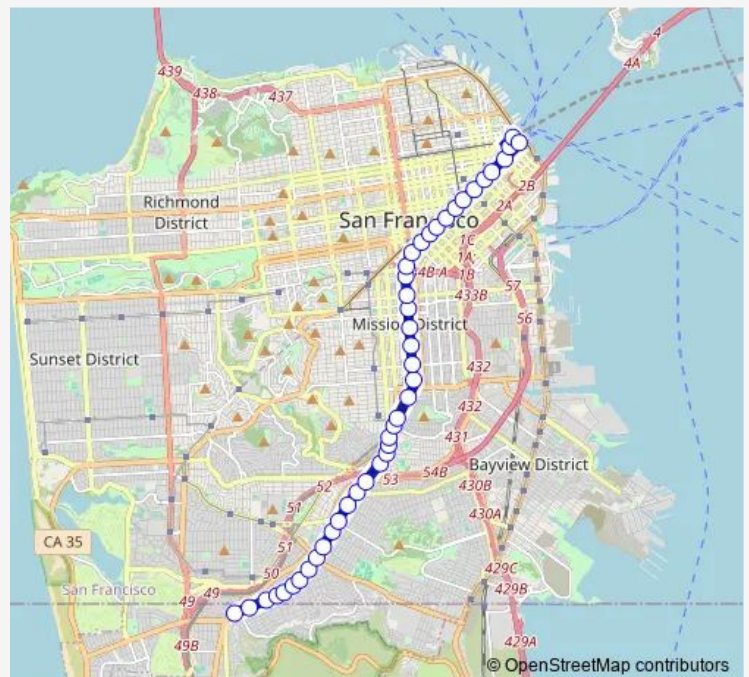 439
438
437
4
4A
Richmond
District
2B
2A
San Francisco
1C
1A
1B
433B
57
56
Mission District
Sunset District
432
432
431
Bayview District
52
53
54B
430B
51
430A
51
CA 35
50
429C
San Francisco
49
49
429B
49B
429A
© OpenStreetMap contributors